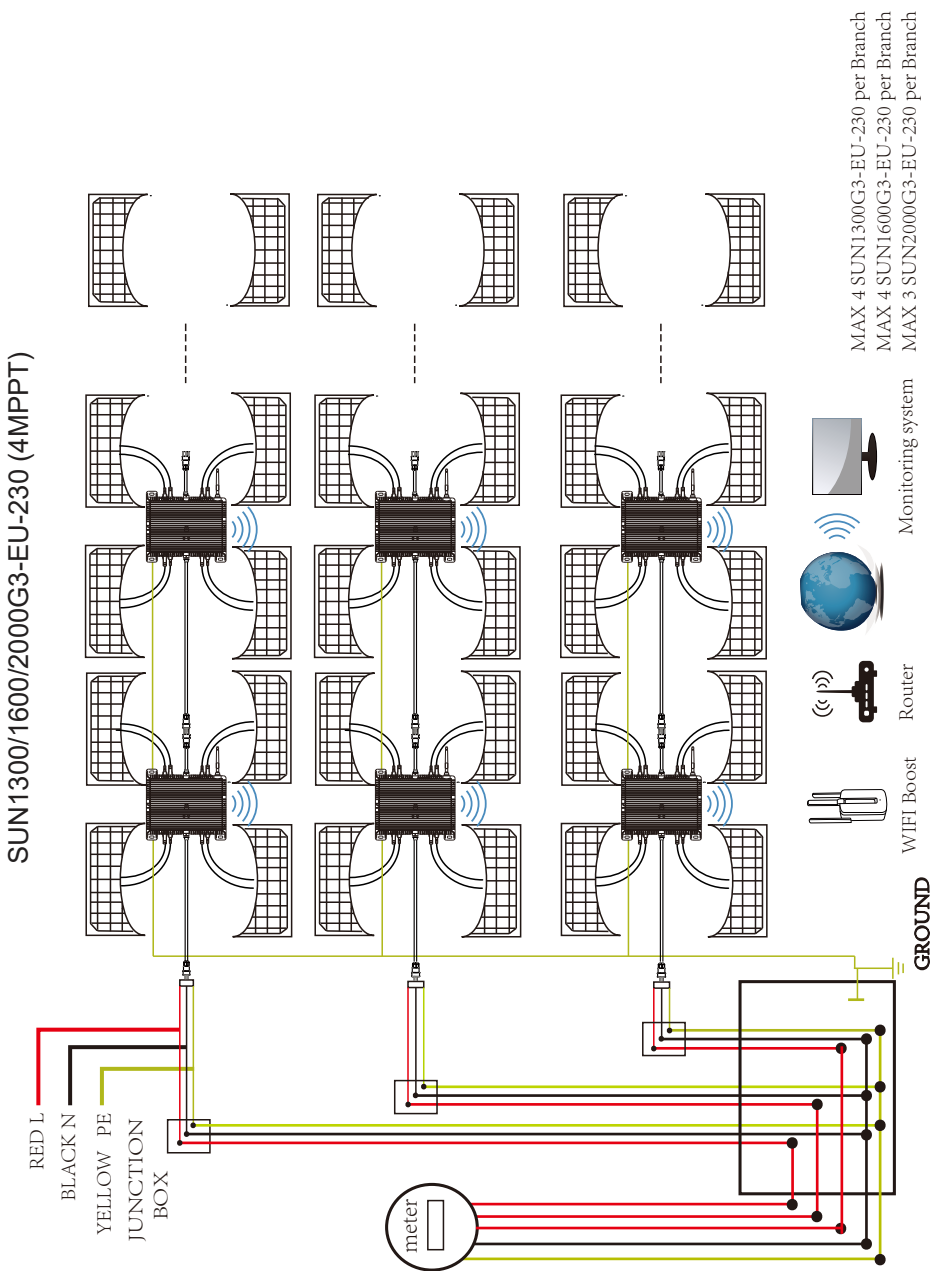 SUN1300/1600/2000G3-EU-230 (4MPPT)
RED L
BLACK N
YELLOW PE
JUNCTION
BOX
meter
GROUND
WIFI Boost
Router
Monitoring system
MAX 4 SUN1300G3-EU-230 per Branch
MAX 4 SUN1600G3-EU-230 per Branch
MAX 3 SUN2000G3-EU-230 per Branch